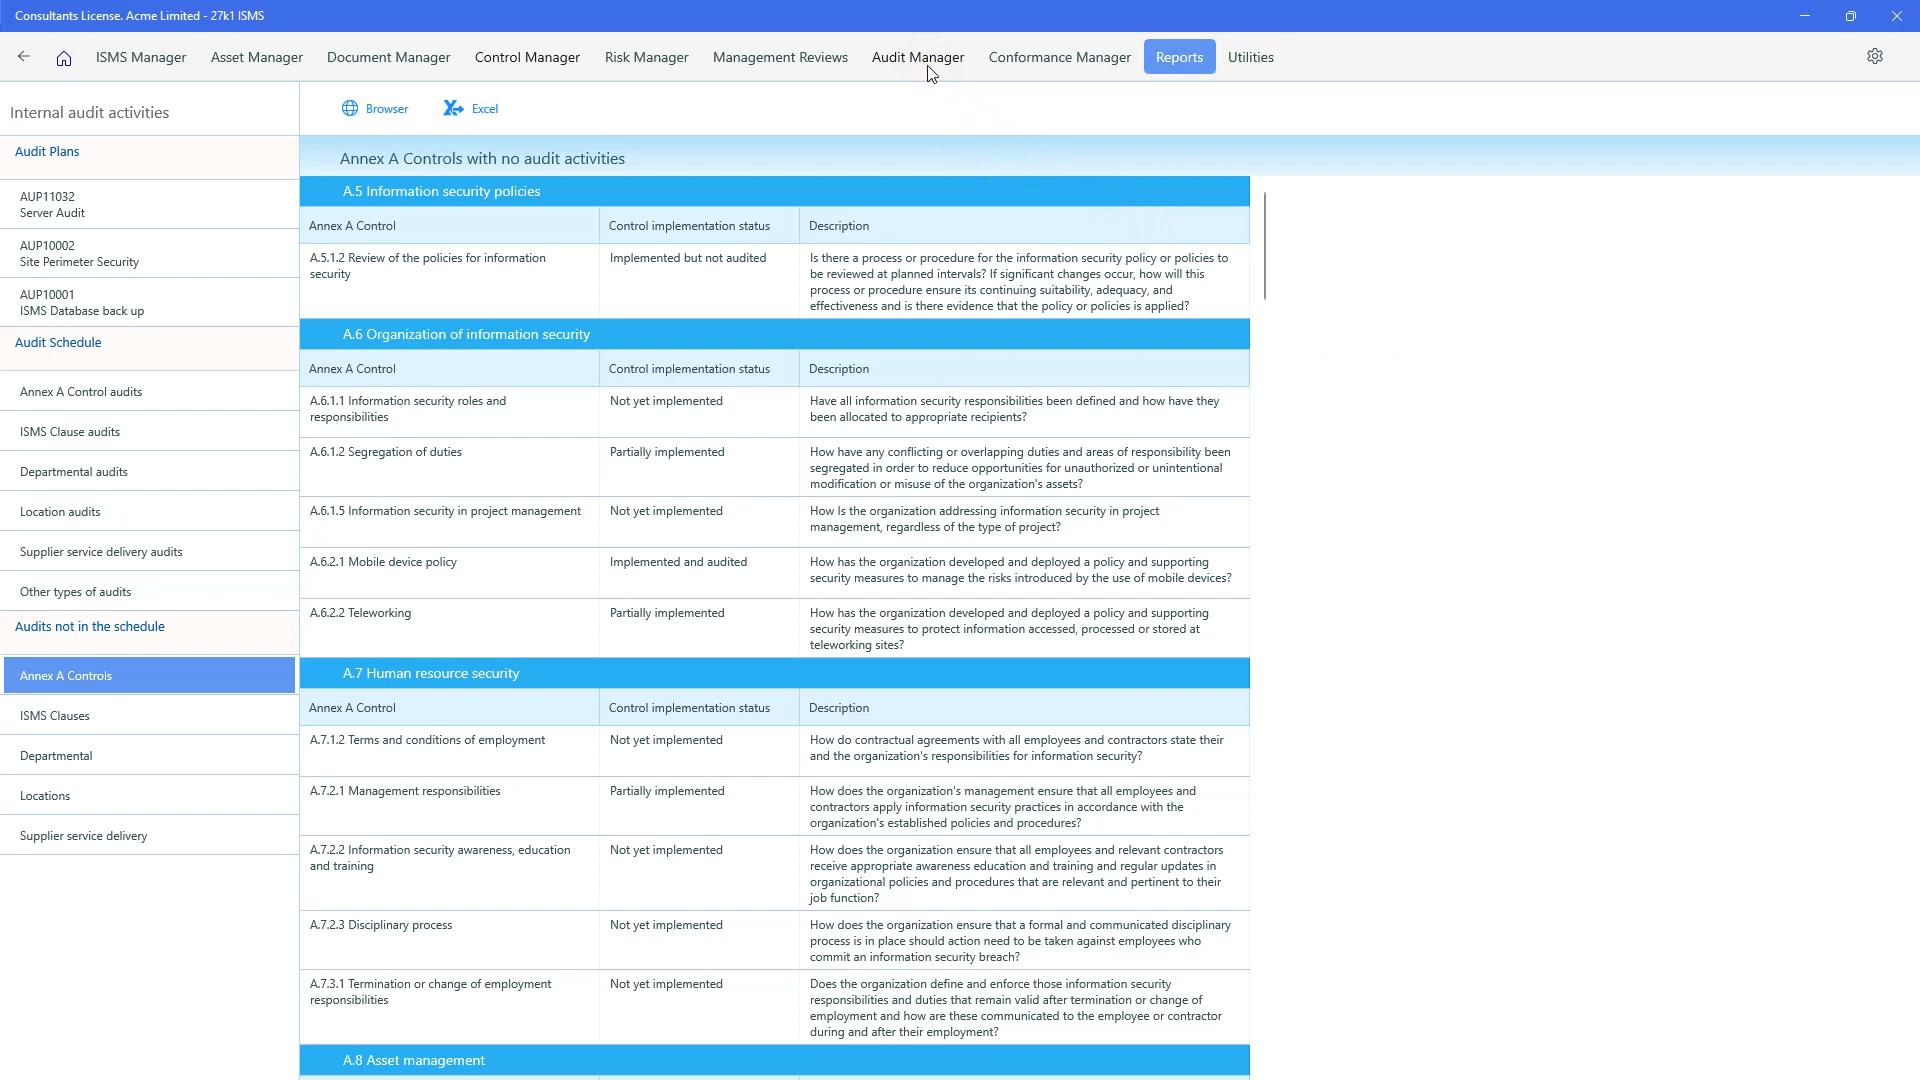 Consultants License. Acme Limited - 27k1 ISMS
ISMS Manager Asset Manager Document Manager Control Manager Risk Manager Management Reviews Audit Manager Conformance Manager Reports Utilities
Internal audit activities
Audit Plans
AUP11032
Server Audit
AUP10002
Site Perimeter Security
AUP10001
ISMS Database back up
Audit Schedule
Annex A Control audits
ISMS Clause audits
Departmental audits
Location audits
Supplier service delivery audits
Other types of audits
Audits not in the schedule
Annex A Controls
ISMS Clauses
Departmental
Locations
Supplier service delivery
Browser Excel
Annex A Controls with no audit activities
A.5 Information security policies
Annex A Control Control implementation status Description
A.5.1.2 Review of the policies for information
security
Implemented but not audited
Is there a process or procedure for the information security policy or policies to
be reviewed at planned intervals? If significant changes occur, how will this
process or procedure ensure its continuing suitability, adequacy, and
effectiveness and is there evidence that the policy or policies is applied?
A.6 Organization of information security
Annex A Control Control implementation status Description
A.6.1.1 Information security roles and
responsibilities
Not yet implemented
Have all information security responsibilities been defined and how have they
been allocated to appropriate recipients?
A.6.1.2 Segregation of duties
Partially implemented
How have any conflicting or overlapping duties and areas of responsibility been
segregated in order to reduce opportunities for unauthorized or unintentional
modification or misuse of the organization's assets?
A.6.1.5 Information security in project management
Not yet implemented
How Is the organization addressing information security in project
management, regardless of the type of project?
A.6.2.1 Mobile device policy
Implemented and audited
How has the organization developed and deployed a policy and supporting
security measures to manage the risks introduced by the use of mobile devices?
A.6.2.2 Teleworking
Partially implemented
How has the organization developed and deployed a policy and supporting
security measures to protect information accessed, processed or stored at
teleworking sites?
A.7 Human resource security
Annex A Control Control implementation status Description
A.7.1.2 Terms and conditions of employment
Not yet implemented
How do contractual agreements with all employees and contractors state their
and the organization's responsibilities for information security?
A.7.2.1 Management responsibilities
Partially implemented
How does the organization's management ensure that all employees and
contractors apply information security practices in accordance with the
organization's established policies and procedures?
A.7.2.2 Information security awareness, education
and training
Not yet implemented
How does the organization ensure that all employees and relevant contractors
receive appropriate awareness education and training and regular updates in
organizational policies and procedures that are relevant and pertinent to their
job function?
A.7.2.3 Disciplinary process
Not yet implemented
How does the organization ensure that a formal and communicated disciplinary
process is in place should action need to be taken against employees who
commit an information security breach?
A.7.3.1 Termination or change of employment
responsibilities
Not yet implemented
Does the organization define and enforce those information security
responsibilities and duties that remain valid after termination or change of
employment and how are these communicated to the employee or contractor
during and after their employment?
A.8 Asset management